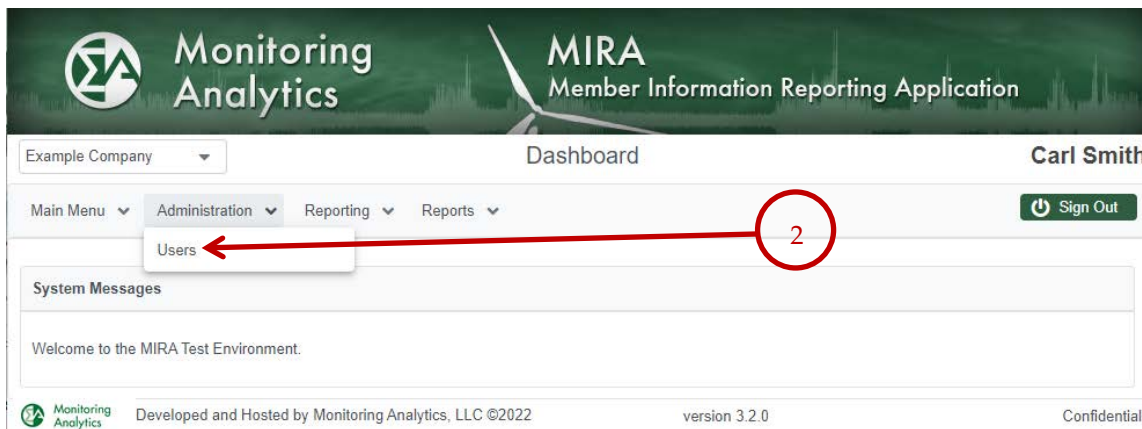 Monitoring Analytics
MIRA
Member Information Reporting Application
Example Company
Dashboard
Carl Smith
Main Menu
Administration
Reporting
Reports
Sign Out
Users
2
System Messages
Welcome to the MIRA Test Environment.
Monitoring Analytics
Developed and Hosted by Monitoring Analytics, LLC ©2022
version 3.2.0
Confidential